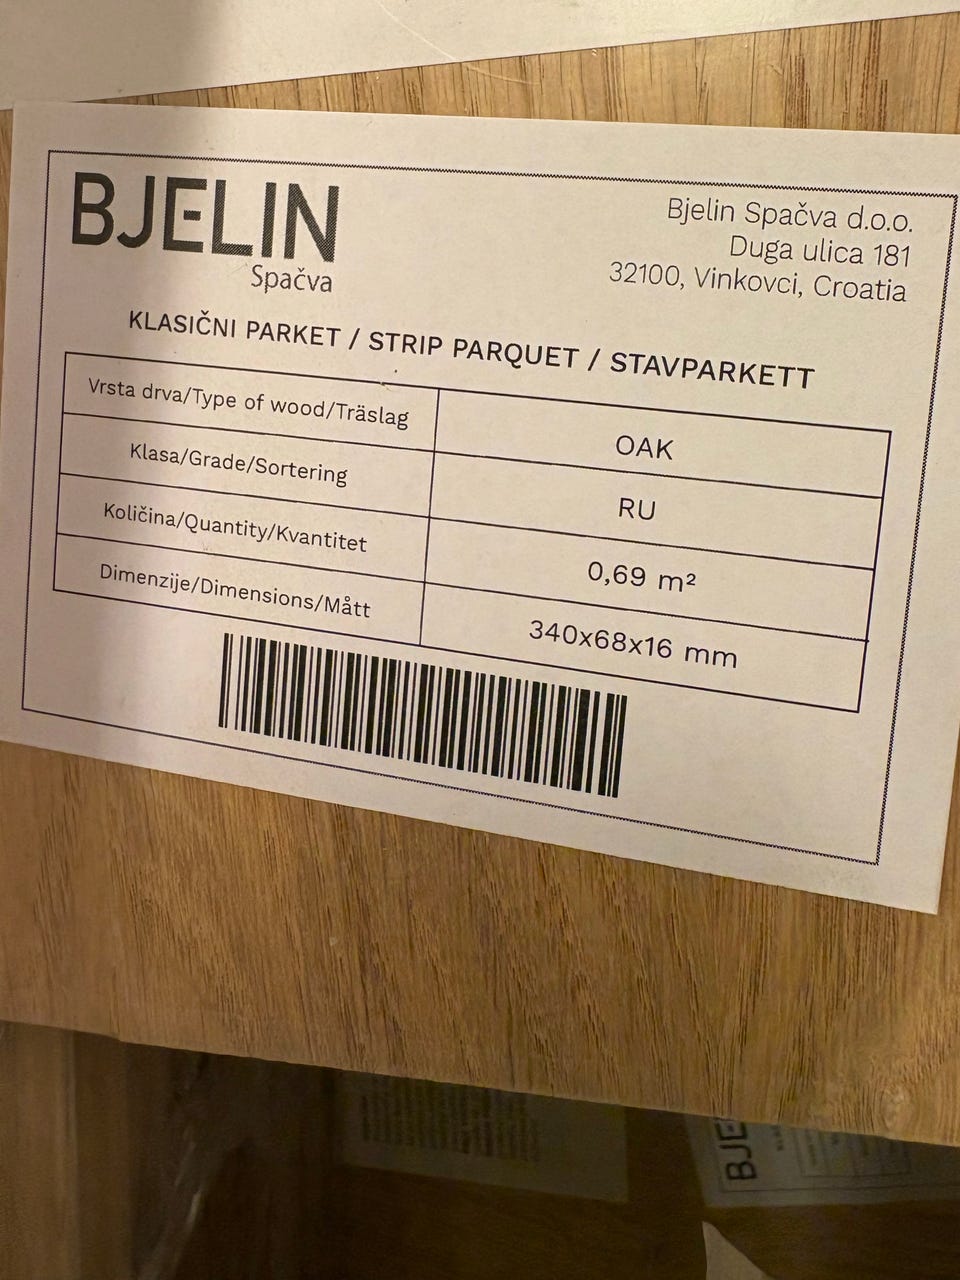 BJELIN
Spačva
Bjelin Spačva d.o.o.
Duga ulica 181
32100, Vinkovci, Croatia
KLASIČNI PARKET / STRIP PARQUET / STAVPARKETT
Vrsta drva/Type of wood/Träslag OAK
Klasa/Grade/Sortering RU
Količina/Quantity/Kvantitet 0,69 m²
Dimenzije/Dimensions/Mått 340x68x16 mm
BJE